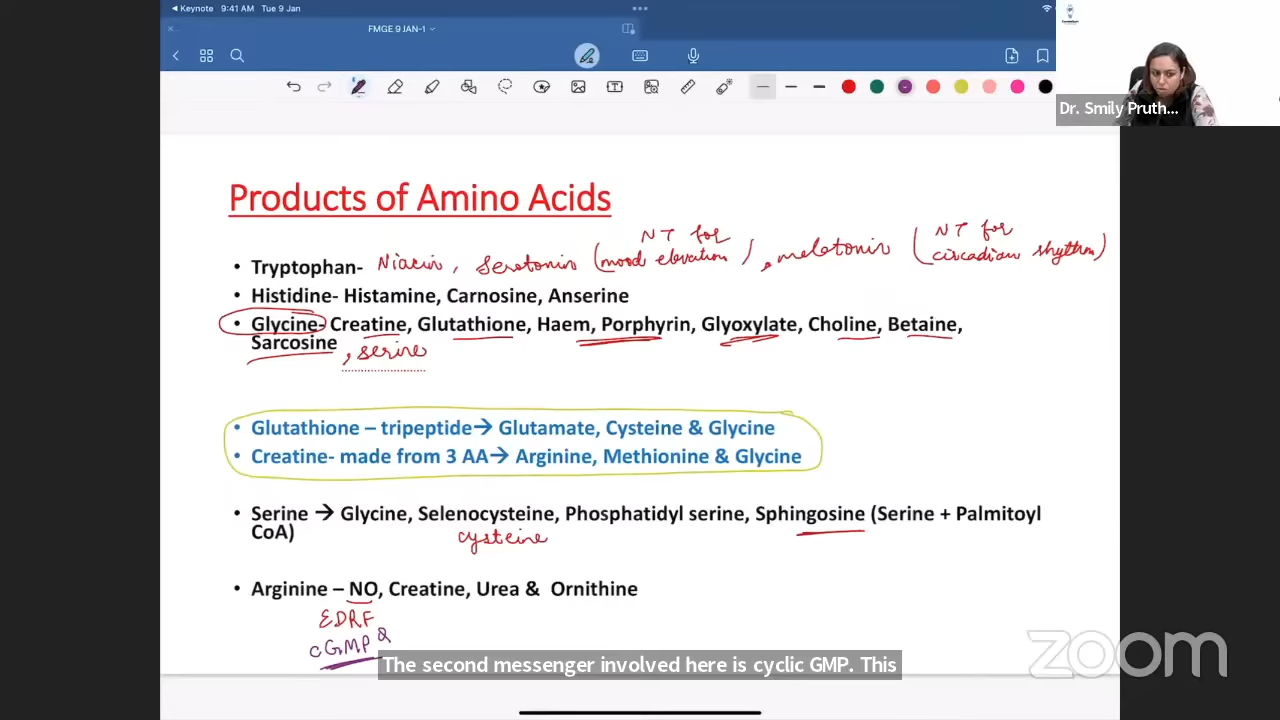 Keynote 9:41 AM Tue 9 Jan
FMGE 9 JAN-1
Dr. Smily Pruth...
Products of Amino Acids
NT for
NT for
• Tryptophan- Niacin, Serotonin (mood elevation), melatonin (circadian rhythm)
• Histidine- Histamine, Carnosine, Anserine
• Glycine- Creatine, Glutathione, Haem, Porphyrin, Glyoxylate, Choline, Betaine,
Sarcosine, serine
• Glutathione – tripeptide→ Glutamate, Cysteine & Glycine
• Creatine- made from 3 AA→ Arginine, Methionine & Glycine
• Serine → Glycine, Selenocysteine, Phosphatidyl serine, Sphingosine (Serine + Palmitoyl
CoA)
cysteine
• Arginine – NO, Creatine, Urea & Ornithine
EDRF
cGMP
The second messenger involved here is cyclic GMP. This
zoom